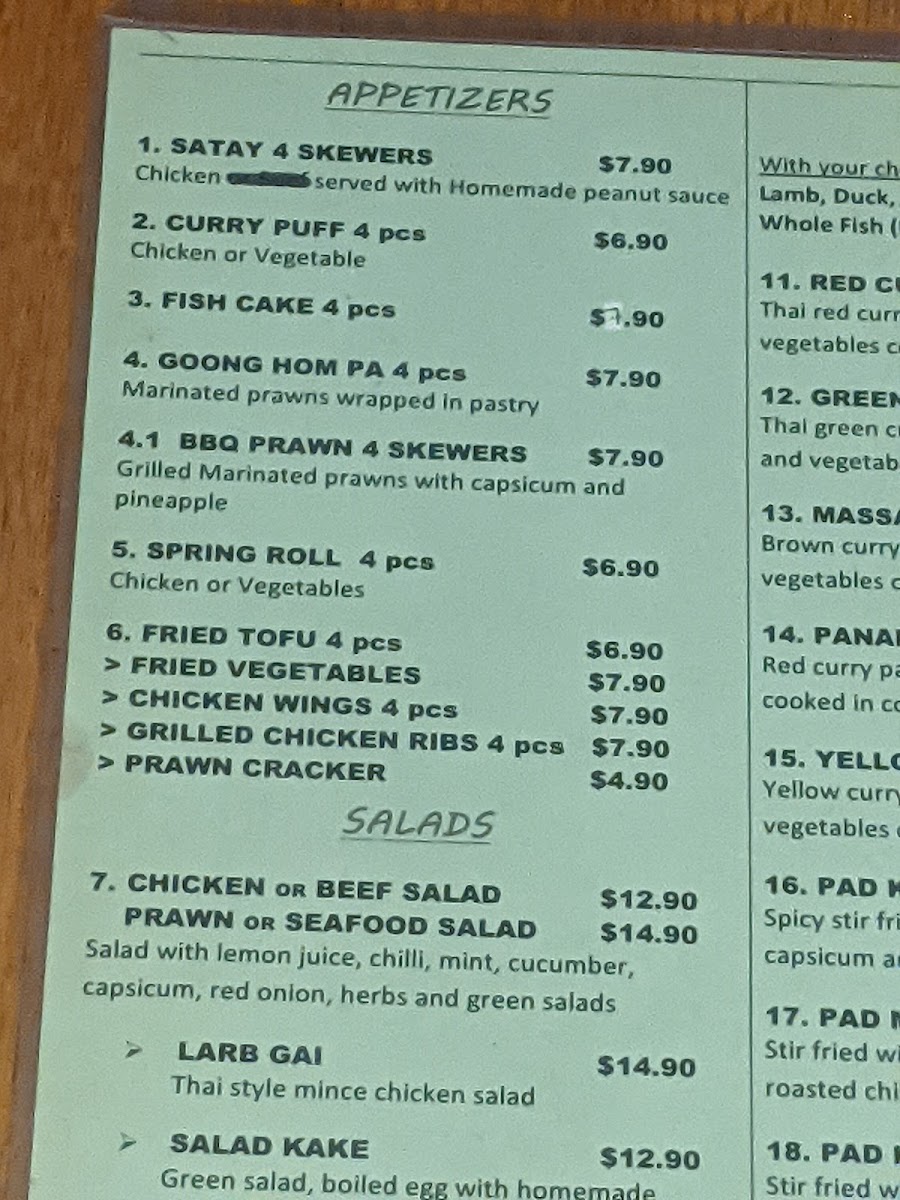 APPETIZERS
1. SATAY 4 SKEWERS $7.90
Chicken served with Homemade peanut sauce
2. CURRY PUFF 4 pcs $6.90
Chicken or Vegetable
3. FISH CAKE 4 pcs $7.90
4. GOONG HOM PA 4 pcs $7.90
Marinated prawns wrapped in pastry
4.1 BBQ PRAWN 4 SKEWERS $7.90
Grilled Marinated prawns with capsicum and
pineapple
5. SPRING ROLL 4 pcs $6.90
Chicken or Vegetables
6. FRIED TOFU 4 pcs $6.90
> FRIED VEGETABLES $7.90
> CHICKEN WINGS 4 pcs $7.90
> GRILLED CHICKEN RIBS 4 pcs $7.90
> PRAWN CRACKER $4.90
SALADS
7. CHICKEN OR BEEF SALAD $12.90
PRAWN OR SEAFOOD SALAD $14.90
Salad with lemon juice, chilli, mint, cucumber,
capsicum, red onion, herbs and green salads
➢ LARB GAI $14.90
Thai style mince chicken salad
➢ SALAD KAKE $12.90
Green salad, boiled egg with homemade
With your
Lamb, Duck,
Whole Fish (
11. RED
Thai red
vegetables
12. GREEN
Thai green
and
13.
Brown curry
vegetables
14.
Red curry
cooked in
15.
Yellow curry
vegetables
16. PAD
Spicy stir
capsicum
17. PAD
Stir fried
roasted
18. PAD
Stir fried